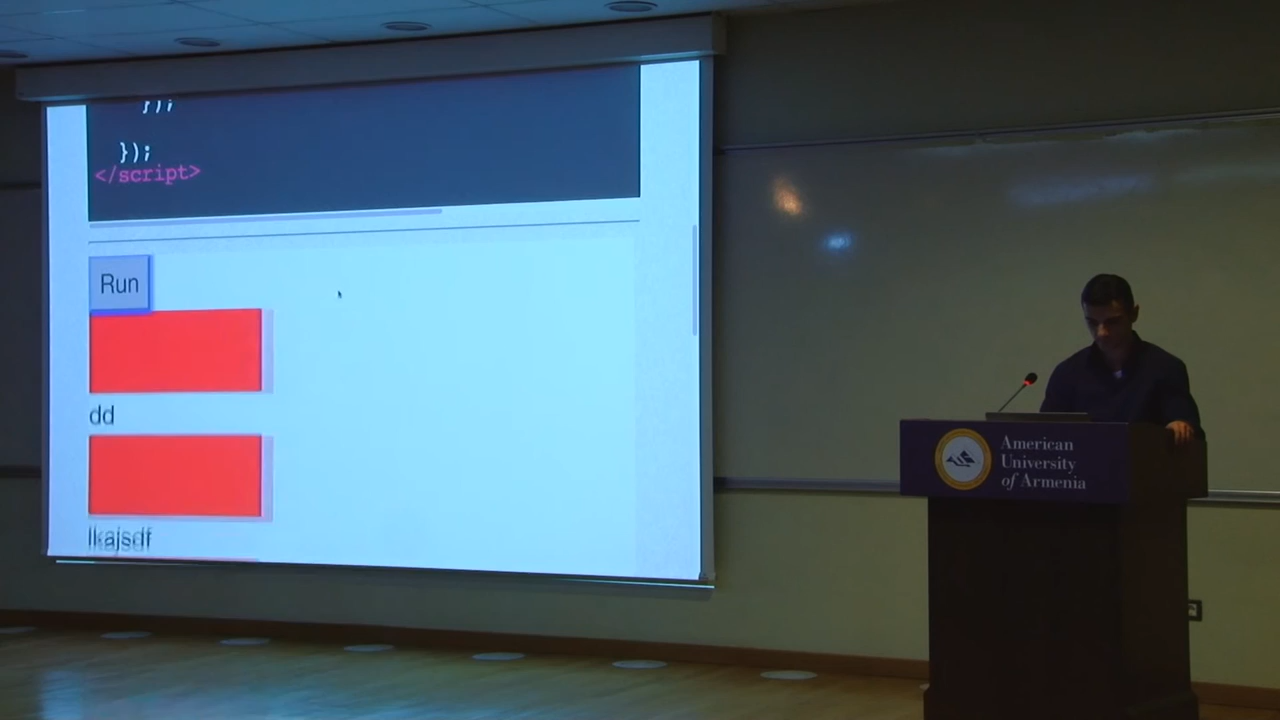 });
});
</script>
Run
dd
lkajsdf
American
University
of Armenia